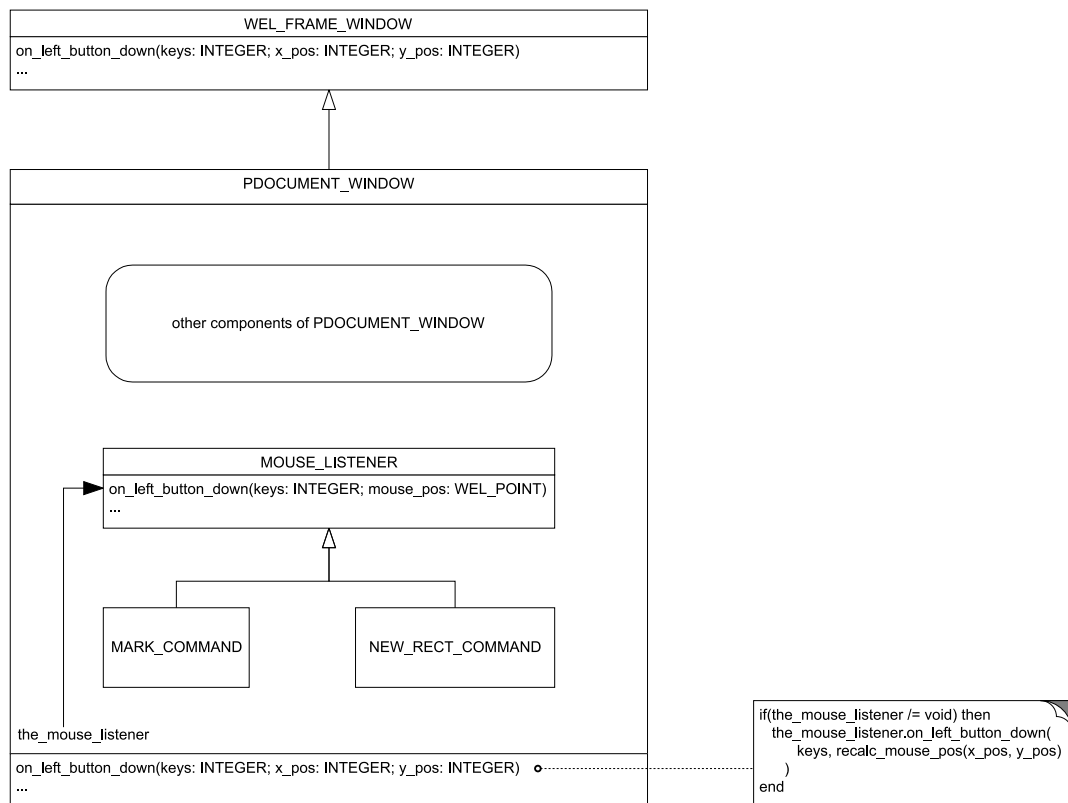 WEL_FRAME_WINDOW
on_left_button_down(keys: INTEGER; x_pos: INTEGER; y_pos: INTEGER)
...
PDOCUMENT_WINDOW
other components of PDOCUMENT_WINDOW
MOUSE_LISTENER
on_left_button_down(keys: INTEGER; mouse_pos: WEL_POINT)
...
MARK_COMMAND
NEW_RECT_COMMAND
the_mouse_listener
on_left_button_down(keys: INTEGER; x_pos: INTEGER; y_pos: INTEGER)
...
if(the_mouse_listener /= void) then
the_mouse_listener.on_left_button_down(
keys, recalc_mouse_pos(x_pos, y_pos)
)
end